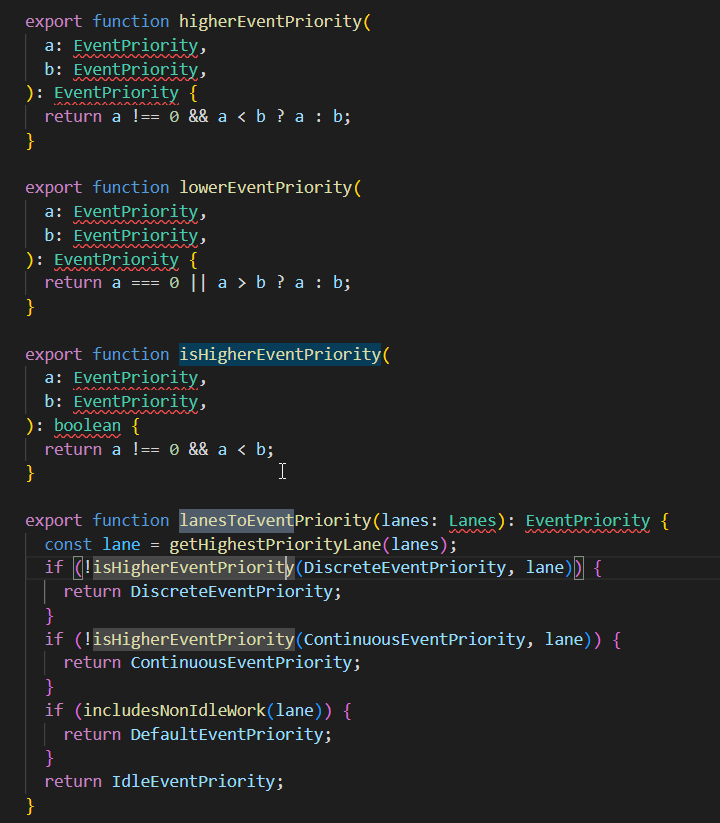 export function higherEventPriority(
  a: EventPriority,
  b: EventPriority,
): EventPriority {
  return a !== 0 && a < b ? a : b;
}

export function lowerEventPriority(
  a: EventPriority,
  b: EventPriority,
): EventPriority {
  return a === 0 || a > b ? a : b;
}

export function isHigherEventPriority(
  a: EventPriority,
  b: EventPriority,
): boolean {
  return a !== 0 && a < b;
}

export function lanesToEventPriority(lanes: Lanes): EventPriority {
  const lane = getHighestPriorityLane(lanes);
  if (!isHigherEventPriority(DiscreteEventPriority, lane)) {
    return DiscreteEventPriority;
  }
  if (!isHigherEventPriority(ContinuousEventPriority, lane)) {
    return ContinuousEventPriority;
  }
  if (includesNonIdleWork(lane)) {
    return DefaultEventPriority;
  }
  return IdleEventPriority;
}